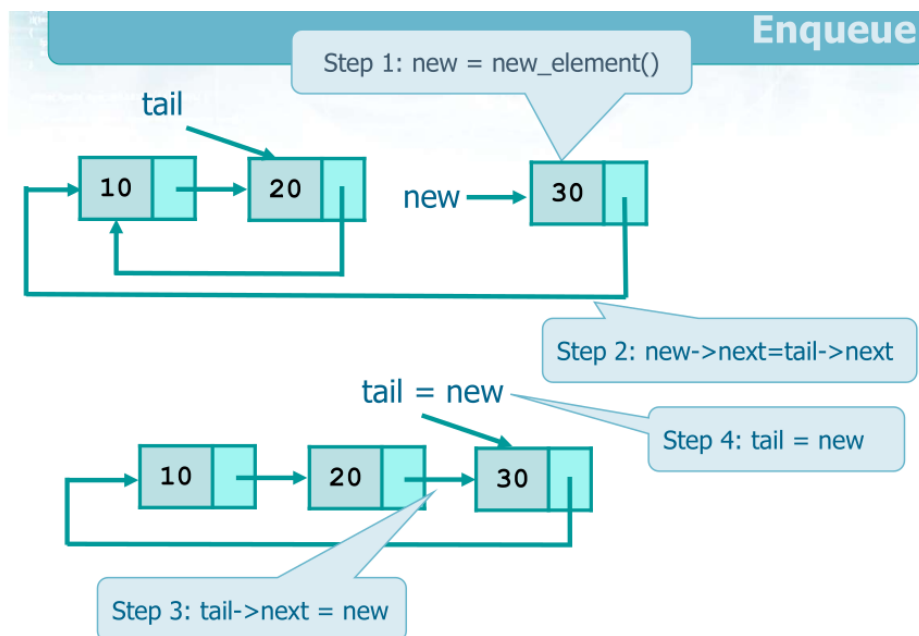 Enqueue
Step 1: new = new_element()
tail
10
20
new
30
Step 2: new->next=tail->next
tail = new
Step 4: tail = new
10
20
30
Step 3: tail->next = new